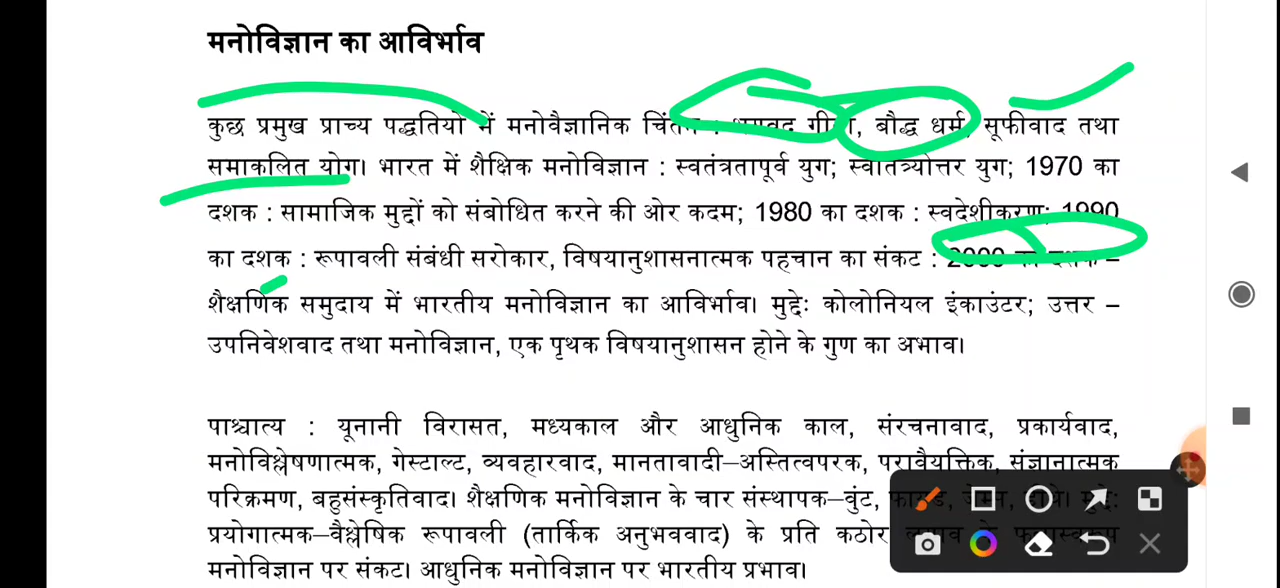 मनोविज्ञान का आविर्भाव
कुछ प्रमुख प्राच्य पद्धतियों में मनोवैज्ञानिक चिंतन : भगवद गीता, बौद्ध धर्म, सूफीवाद तथा
समाकलित योग। भारत में शैक्षिक मनोविज्ञान : स्वतंत्रतापूर्व युग; स्वातंत्र्योत्तर युग; 1970 का
दशक : सामाजिक मुद्दों को संबोधित करने की ओर कदम; 1980 का दशक : स्वदेशीकरण; 1990
का दशक : रूपावली संबंधी सरोकार, विषयानुशासनात्मक पहचान का संकट : 2000 का दशक –
शैक्षणिक समुदाय में भारतीय मनोविज्ञान का आविर्भाव। मुद्दे: कोलोनियल इंकाउंटर; उत्तर –
उपनिवेशवाद तथा मनोविज्ञान, एक पृथक विषयानुशासन होने के गुण का अभाव।
पाश्चात्य : यूनानी विरासत, मध्यकाल और आधुनिक काल, संरचनावाद, प्रकार्यवाद,
मनोविश्लेषणात्मक, गेस्टाल्ट, व्यवहारवाद, मानतावादी–अस्तित्वपरक, परावैयक्तिक, संज्ञानात्मक
परिक्रमण, बहुसंस्कृतिवाद। शैक्षणिक मनोविज्ञान के चार संस्थापक–वुंट,
प्रयोगात्मक–वैश्लेषिक रूपावली (तार्किक अनुभववाद) के प्रति कठोर
मनोविज्ञान पर संकट। आधुनिक मनोविज्ञान पर भारतीय प्रभाव।